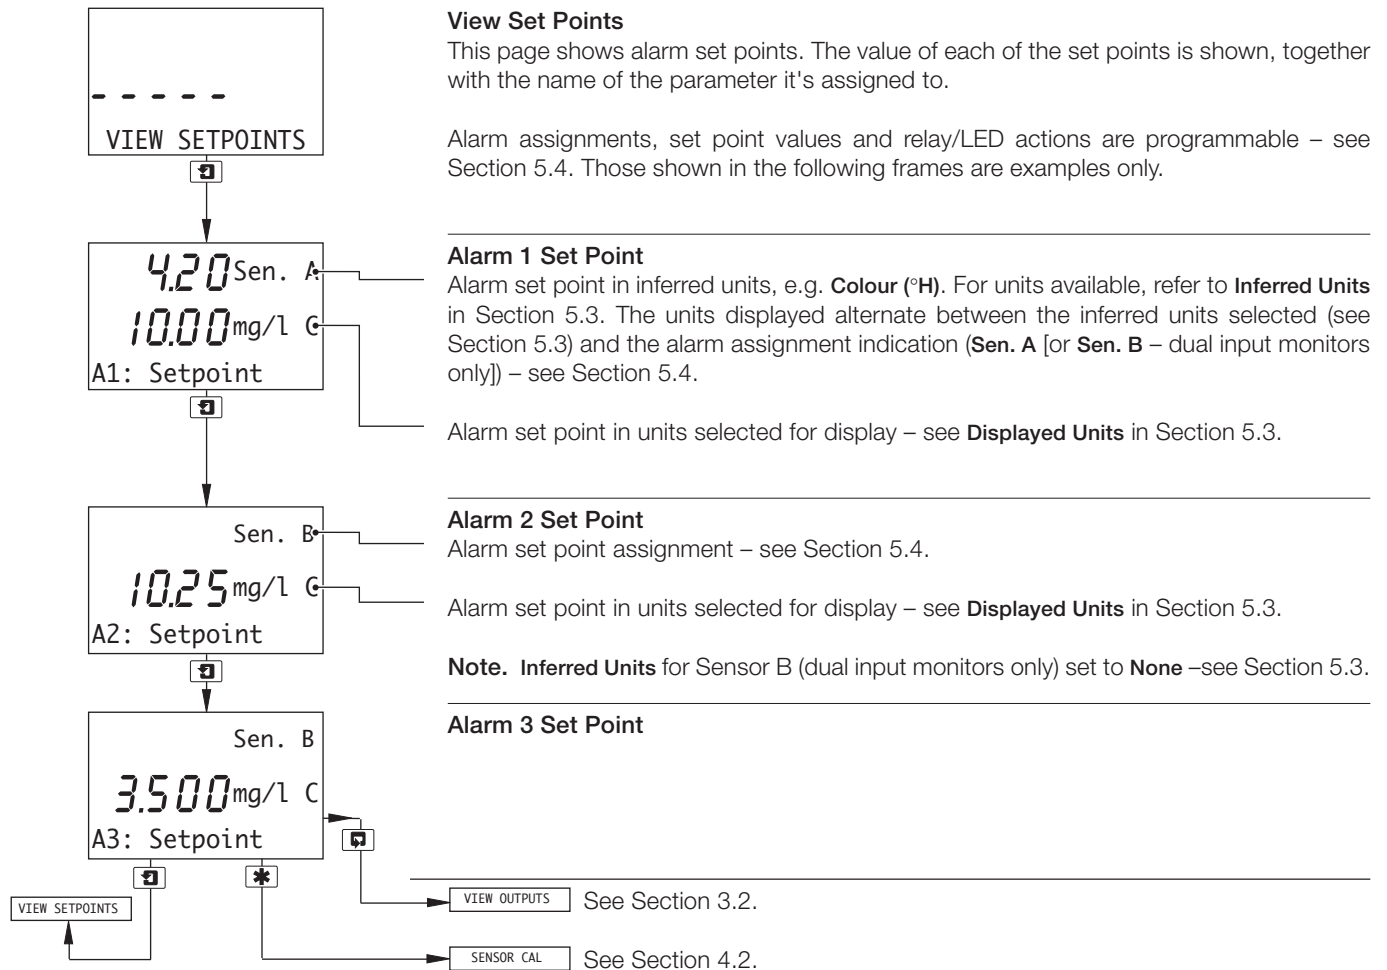 View Set Points
This page shows alarm set points. The value of each of the set points is shown, together
with the name of the parameter it's assigned to.
- - - - -
VIEW SETPOINTS
Alarm assignments, set point values and relay/LED actions are programmable – see
Section 5.4. Those shown in the following frames are examples only.
Alarm 1 Set Point
4.20 Sen. A
10.00 mg/l C
A1: Setpoint
Alarm set point in inferred units, e.g. Colour (°H). For units available, refer to Inferred Units
in Section 5.3. The units displayed alternate between the inferred units selected (see
Section 5.3) and the alarm assignment indication (Sen. A [or Sen. B – dual input monitors
only]) – see Section 5.4.
Alarm set point in units selected for display – see Displayed Units in Section 5.3.
Alarm 2 Set Point
Sen. B
10.25 mg/l C
A2: Setpoint
Alarm set point assignment – see Section 5.4.
Alarm set point in units selected for display – see Displayed Units in Section 5.3.
Note. Inferred Units for Sensor B (dual input monitors only) set to None –see Section 5.3.
Alarm 3 Set Point
Sen. B
3.500 mg/l C
A3: Setpoint
VIEW SETPOINTS
VIEW OUTPUTS See Section 3.2.
SENSOR CAL See Section 4.2.